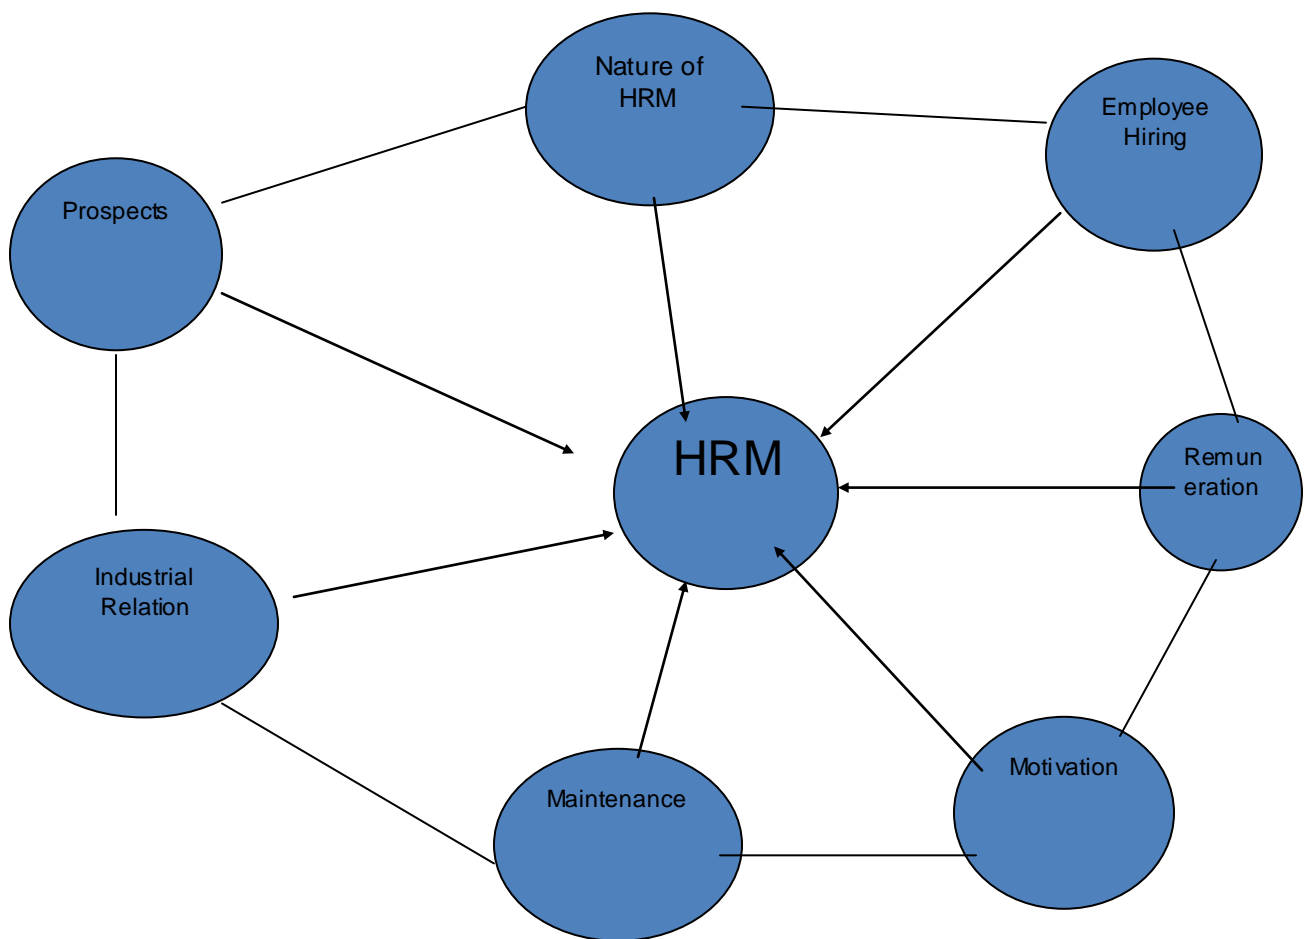 Nature of
HRM
Employee
Hiring
Prospects
HRM
Remun
eration
Industrial
Relation
Motivation
Maintenance